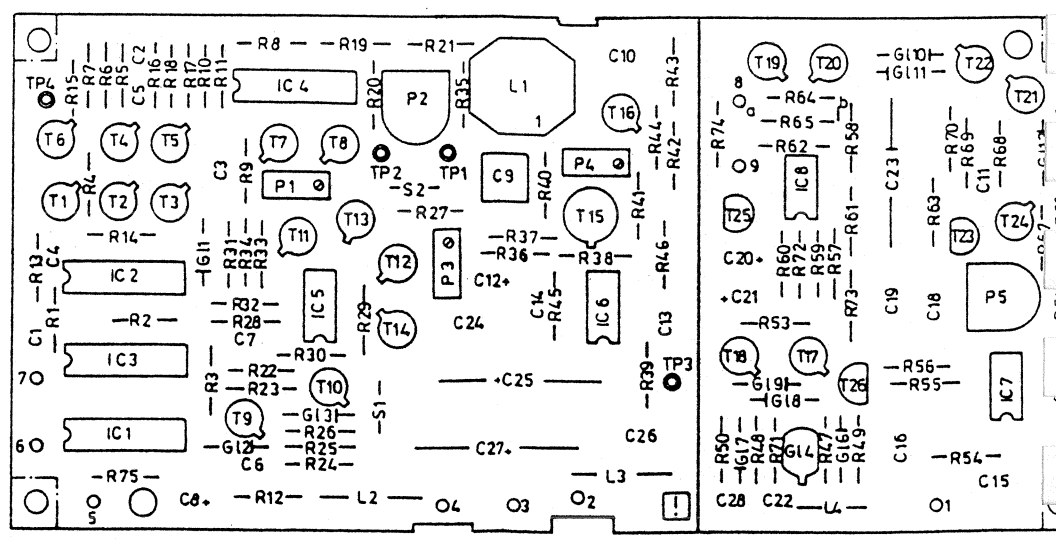 R8 R19 R21 C10 R43
R15 R7 R6 R5 C2 C5 R16 R18 R17 R10 R11
IC4 R20 P2 R35 L1 1
TP4 T6 T4 T5 T7 T8 T16
R44 R42
TP2 TP1 S2
R4 C3 R9 P1 C9 R40 P4 R41
T1 T2 T3 T13 R27 T15
R14 T11 R37 R36 R38 R46
R13 C4 Gl1 R31 R34 R33 T12 P3 C12+
IC2 IC5 R29 C14 R45 IC6 C13
C1 R1 R2 R32 R28 C7 T14 C24
IC3 R30 R3 R22 R23 T10 S1 +C25 R39 TP3
7
T9 Gl3 R26 R25 R24 Gl2 C6 C27+ C26
6 IC1
R75 L3
5 C8+ R12 L2 4 3 2 !
T19 T20 Gl10 Gl11 T22 T21
8 a R64 R65 b R62
R74 R58 C23 R70 R69 R68 C11 Gl12
9 IC8 T25 R61 R63 T23 T24 R67
C20+ R60 R72 R59 R57
+C21 R73 C19 C18 P5
R53 T18 T17 T26 R56 R55 IC7
Gl9 Gl8
R50 Gl7 R48 R71 Gl4 R47 Gl6 R49 C16 R54
C28 C22 L4 C15 1